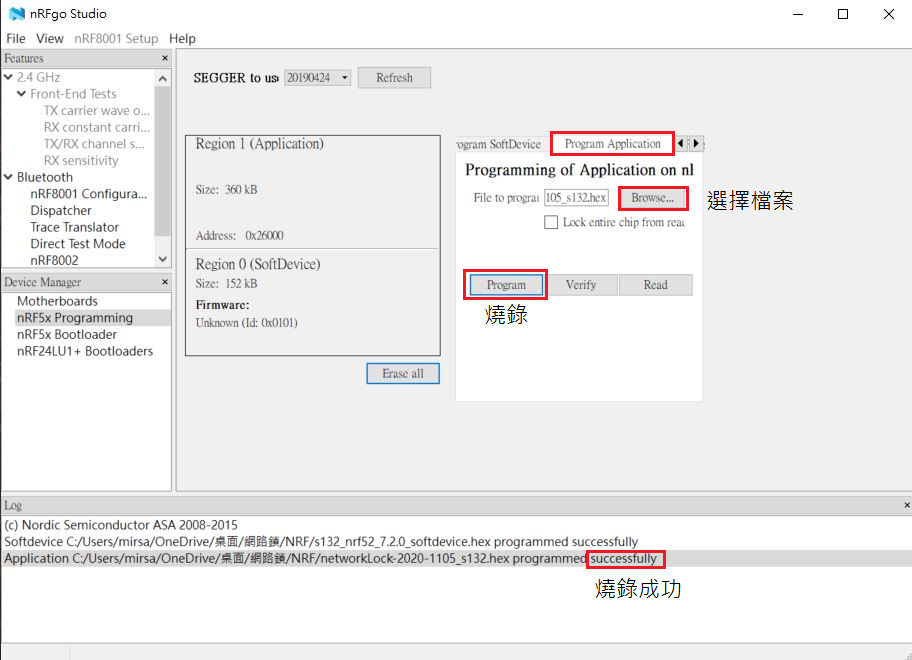 nRFgo Studio
File View nRF8001 Setup Help
Features
2.4 GHz
Front-End Tests
TX carrier wave o...
RX constant carri...
TX/RX channel s...
RX sensitivity
Bluetooth
nRF8001 Configura...
Dispatcher
Trace Translator
Direct Test Mode
nRF8002
Device Manager
Motherboards
nRF5x Programming
nRF5x Bootloader
nRF24LU1+ Bootloaders
SEGGER to us 20190424 Refresh
Region 1 (Application)
Size: 360 kB
Address: 0x26000
Region 0 (SoftDevice)
Size: 152 kB
Firmware:
Unknown (Id: 0x0101)
Erase all
rogram SoftDevice Program Application
Programming of Application on nl
File to progra 105_s132.hex Browse... 選擇檔案
Lock entire chip from reac
Program Verify Read
燒錄
Log
(c) Nordic Semiconductor ASA 2008-2015
Softdevice C:/Users/mirsa/OneDrive/桌面/網路鎖/NRF/s132_nrf52_7.2.0_softdevice.hex programmed successfully
Application C:/Users/mirsa/OneDrive/桌面/網路鎖/NRF/networkLock-2020-1105_s132.hex programmed successfully
燒錄成功